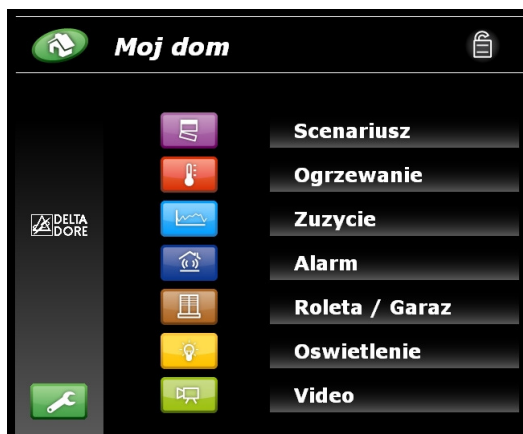 Moj dom
Scenariusz
Ogrzewanie
Zuzycie
DELTA
DORE
Alarm
Roleta / Garaz
Oswietlenie
Video